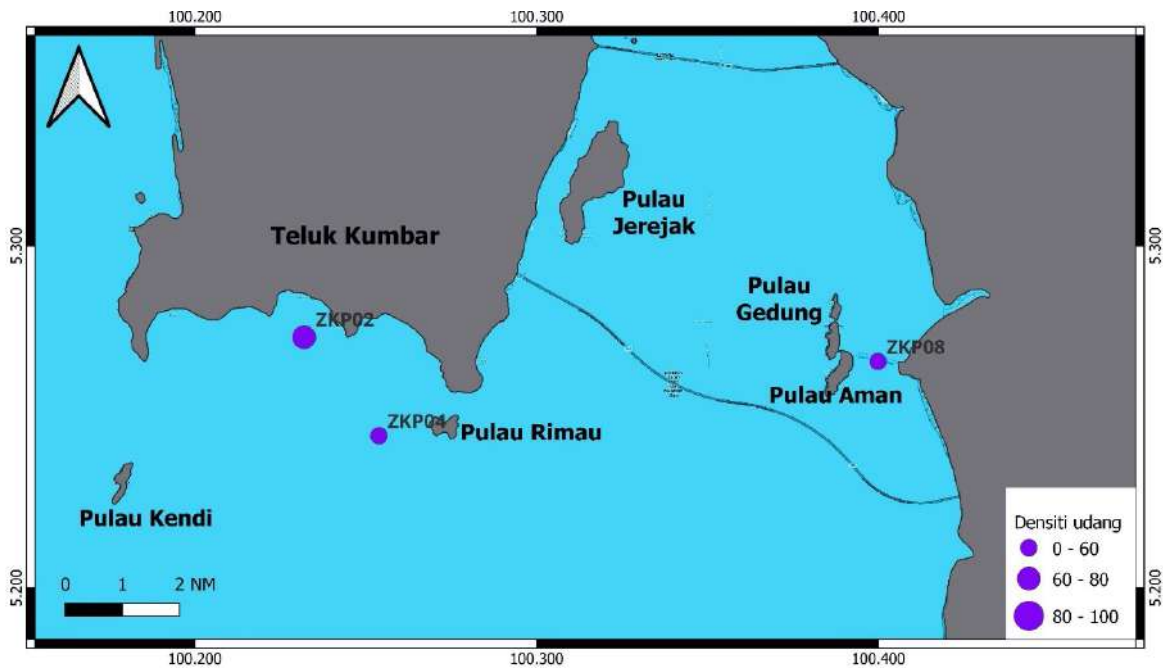 100.200
100.300
100.400
Pulau
Jerejak
Teluk Kumbar
5.300
5.300
Pulau
Gedung
ZKP02
ZKP08
Pulau Aman
ZKP04
Pulau Rimau
Pulau Kendi
Densiti udang
0 - 60
60 - 80
80 - 100
0 1 2 NM
5.200
5.200
100.200
100.300
100.400